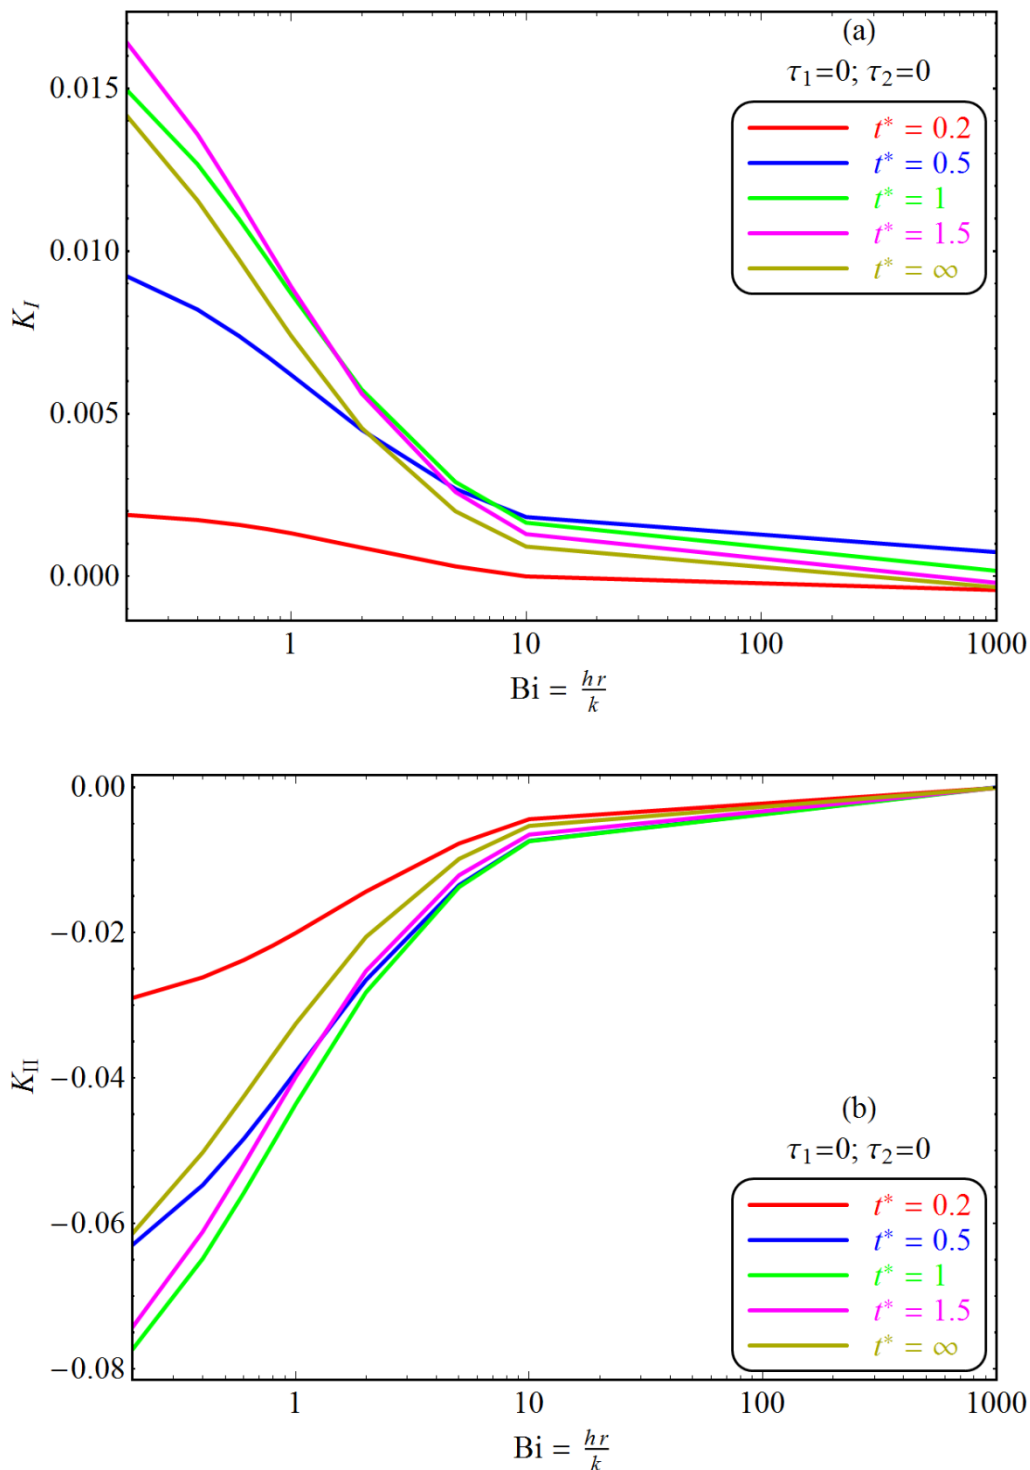 (a)
τ₁=0; τ₂=0
t* = 0.2
t* = 0.5
t* = 1
t* = 1.5
t* = ∞
0.015
0.010
0.005
0.000
K_I
1 10 100 1000
Bi = hr/k
0.00
−0.02
−0.04
−0.06
−0.08
K_II
(b)
τ₁=0; τ₂=0
t* = 0.2
t* = 0.5
t* = 1
t* = 1.5
t* = ∞
1 10 100 1000
Bi = hr/k